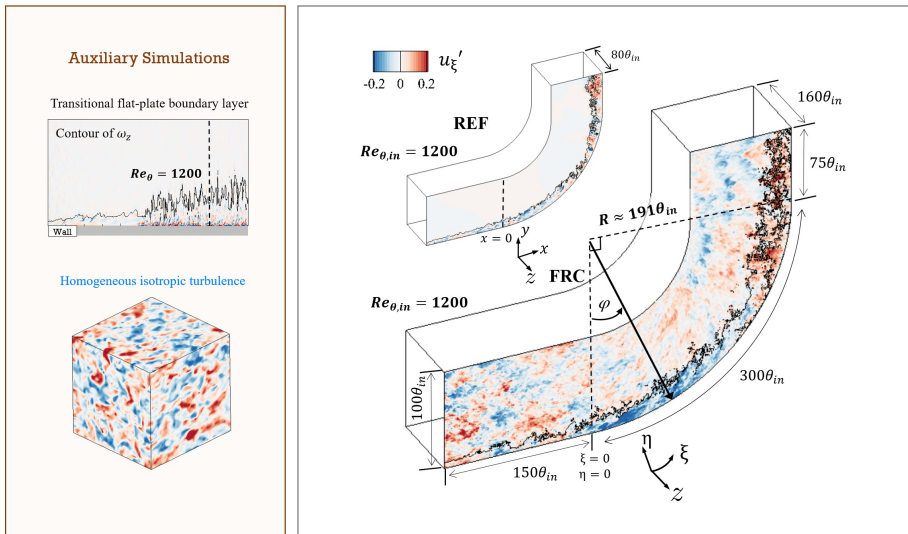 Auxiliary Simulations
Transitional flat-plate boundary layer
Contour of ω_z
Re_θ = 1200
Wall
Homogeneous isotropic turbulence
u_ξ′
-0.2 0 0.2
REF
Re_θ,in = 1200
80θ_in
x = 0
y
x
z
160θ_in
75θ_in
R ≈ 191θ_in
FRC
Re_θ,in = 1200
φ
100θ_in
300θ_in
150θ_in
ξ = 0
η = 0
η
ξ
z